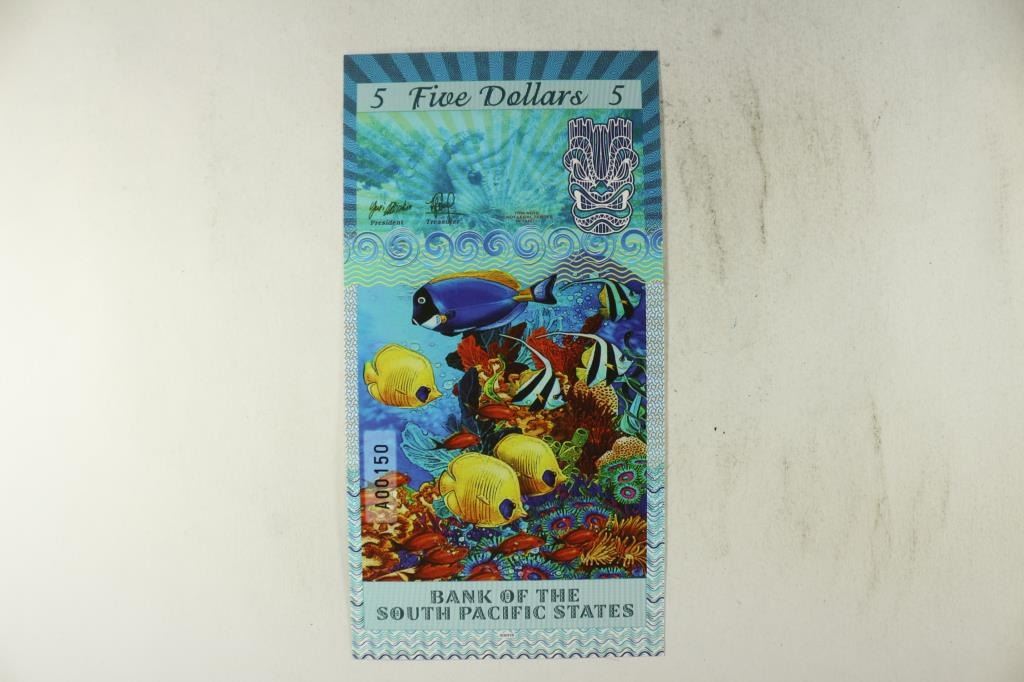 5 Five Dollars 5
President
Treasurer
A00150
BANK OF THE
SOUTH PACIFIC STATES